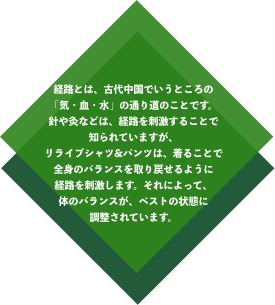 経路とは、古代中国でいうところの
「気・血・水」の通り道のことです。
針や灸などは、経路を刺激することで
知られていますが、
リライブシャツ&パンツは、着ることで
全身のバランスを取り戻せるように
経路を刺激します。それによって、
体のバランスが、ベストの状態に
調整されています。